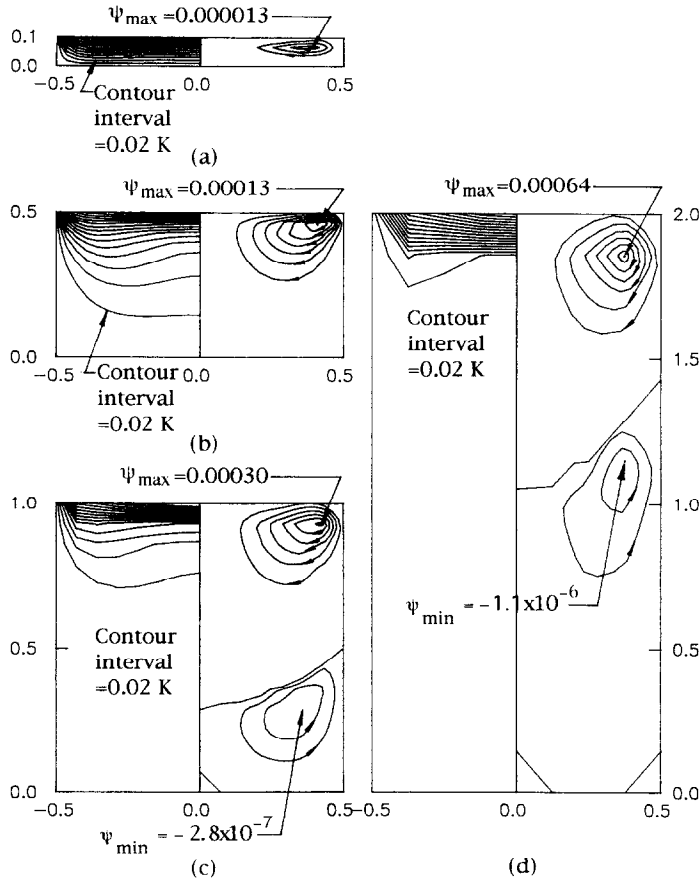 ψmax=0.000013
0.1
0.0
−0.5
0.0
0.5
Contour
interval
=0.02 K
(a)
ψmax=0.00013
0.5
0.0
−0.5
0.0
0.5
Contour
interval
=0.02 K
(b)
ψmax=0.00030
1.0
0.5
0.0
Contour
interval
=0.02 K
−0.5
0.0
0.5
ψmin = −2.8x10⁻⁷
(c)
ψmax=0.00064
2.0
1.5
1.0
0.5
0.0
Contour
interval
=0.02 K
ψmin = −1.1x10⁻⁶
−0.5
0.0
0.5
(d)